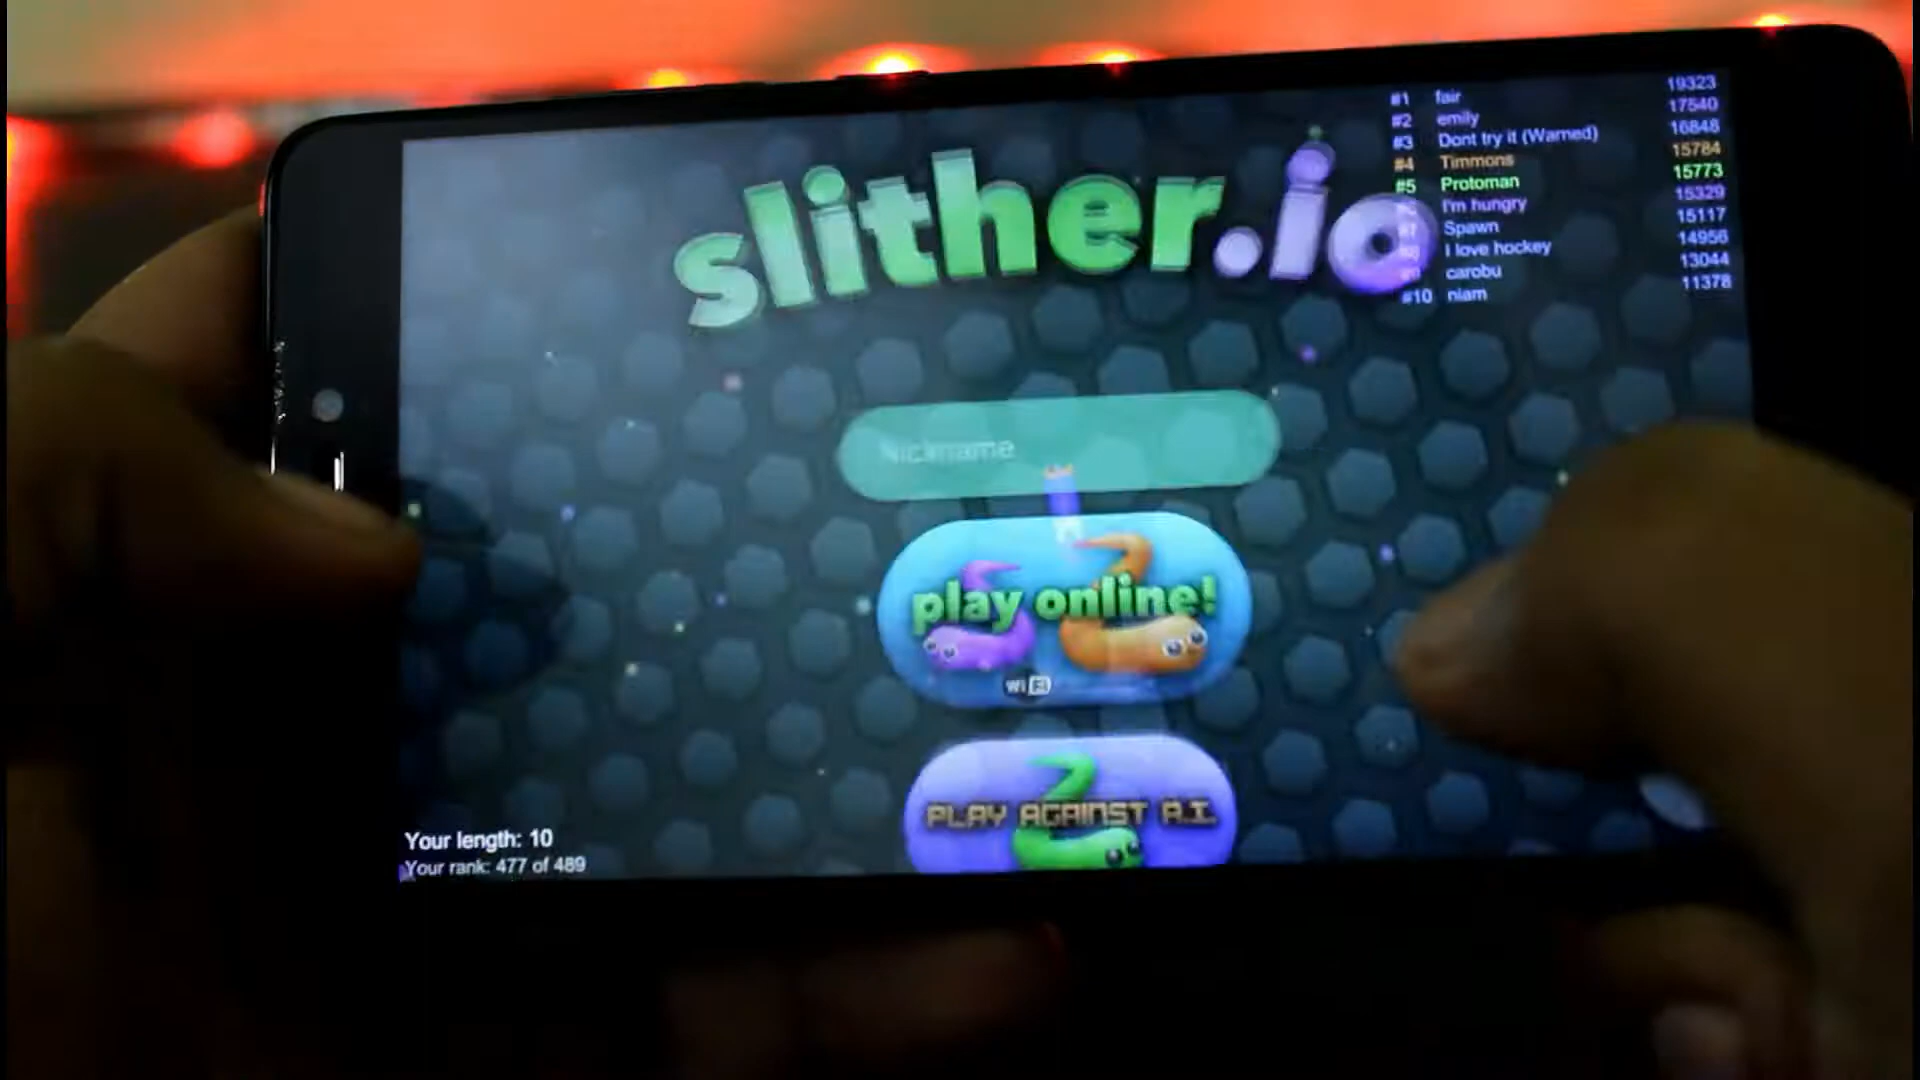 slither.io
#1 fair 19323
#2 emily 17540
#3 Dont try it (Warned) 16848
#4 Timmons 15784
#5 Protoman 15773
I'm hungry 15329
Spawn 15117
I love hockey 14956
carobu 13044
#10 niam 11378
Nickname
play online!
WiFi
PLAY AGAINST A.I.
Your length: 10
Your rank: 477 of 489